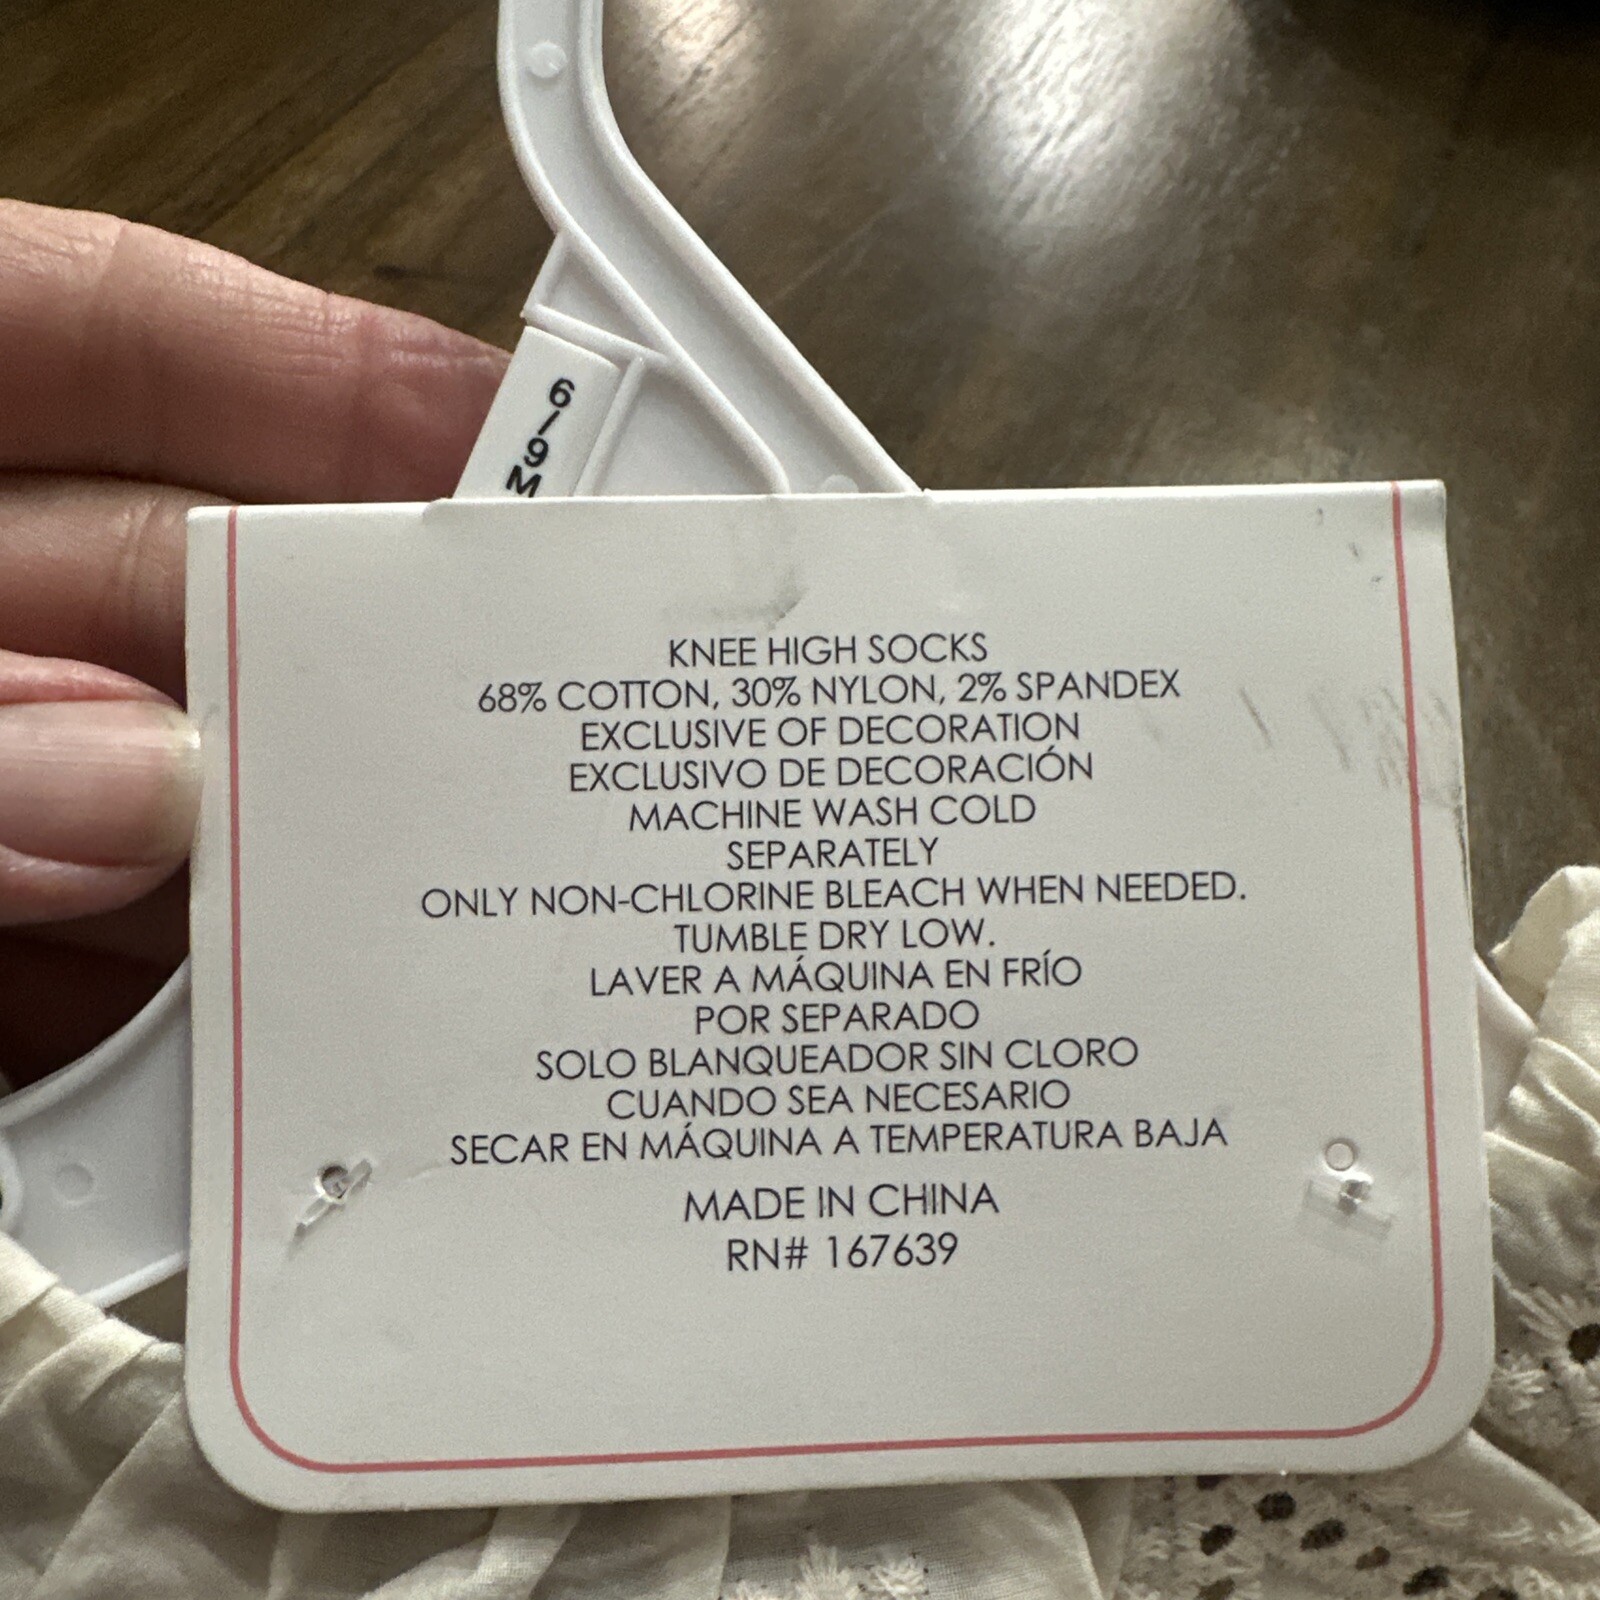 6/9M
KNEE HIGH SOCKS
68% COTTON, 30% NYLON, 2% SPANDEX
EXCLUSIVE OF DECORATION
EXCLUSIVO DE DECORACIÓN
MACHINE WASH COLD
SEPARATELY
ONLY NON-CHLORINE BLEACH WHEN NEEDED.
TUMBLE DRY LOW.
LAVER A MÁQUINA EN FRÍO
POR SEPARADO
SOLO BLANQUEADOR SIN CLORO
CUANDO SEA NECESARIO
SECAR EN MÁQUINA A TEMPERATURA BAJA
MADE IN CHINA
RN# 167639